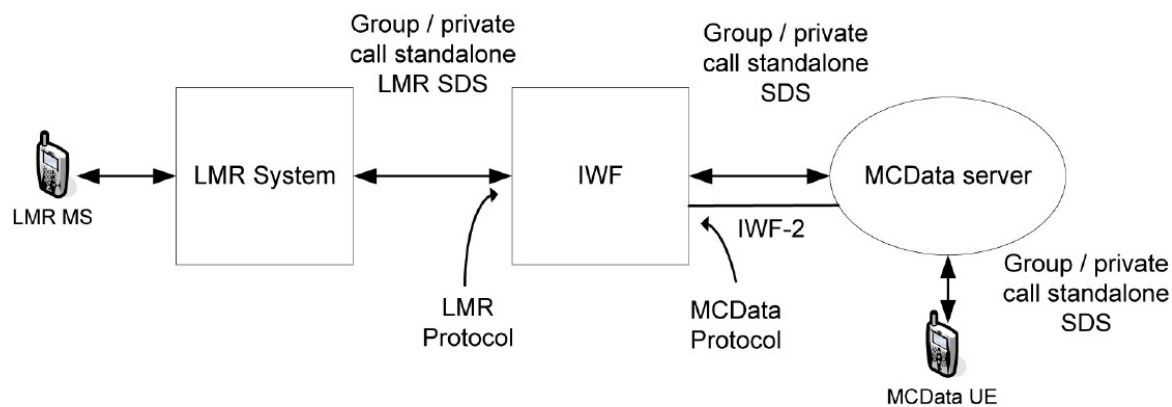 Group / private
call standalone
LMR SDS
Group / private
call standalone
SDS
LMR System
IWF
MCData server
LMR MS
IWF-2
LMR
Protocol
MCData
Protocol
Group / private
call standalone
SDS
MCData UE